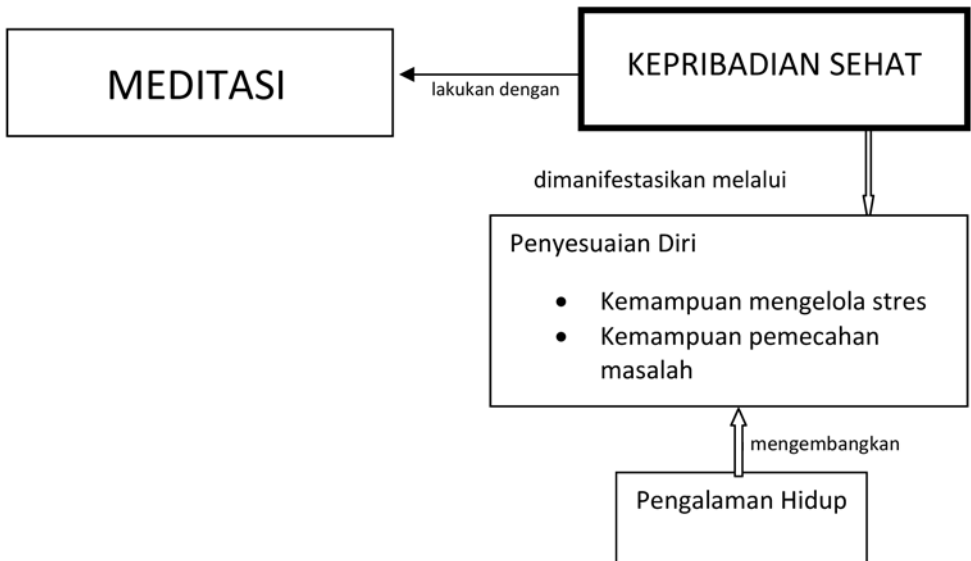 MEDITASI
lakukan dengan
KEPRIBADIAN SEHAT
dimanifestasikan melalui
Penyesuaian Diri
• Kemampuan mengelola stres
• Kemampuan pemecahan
masalah
mengembangkan
Pengalaman Hidup